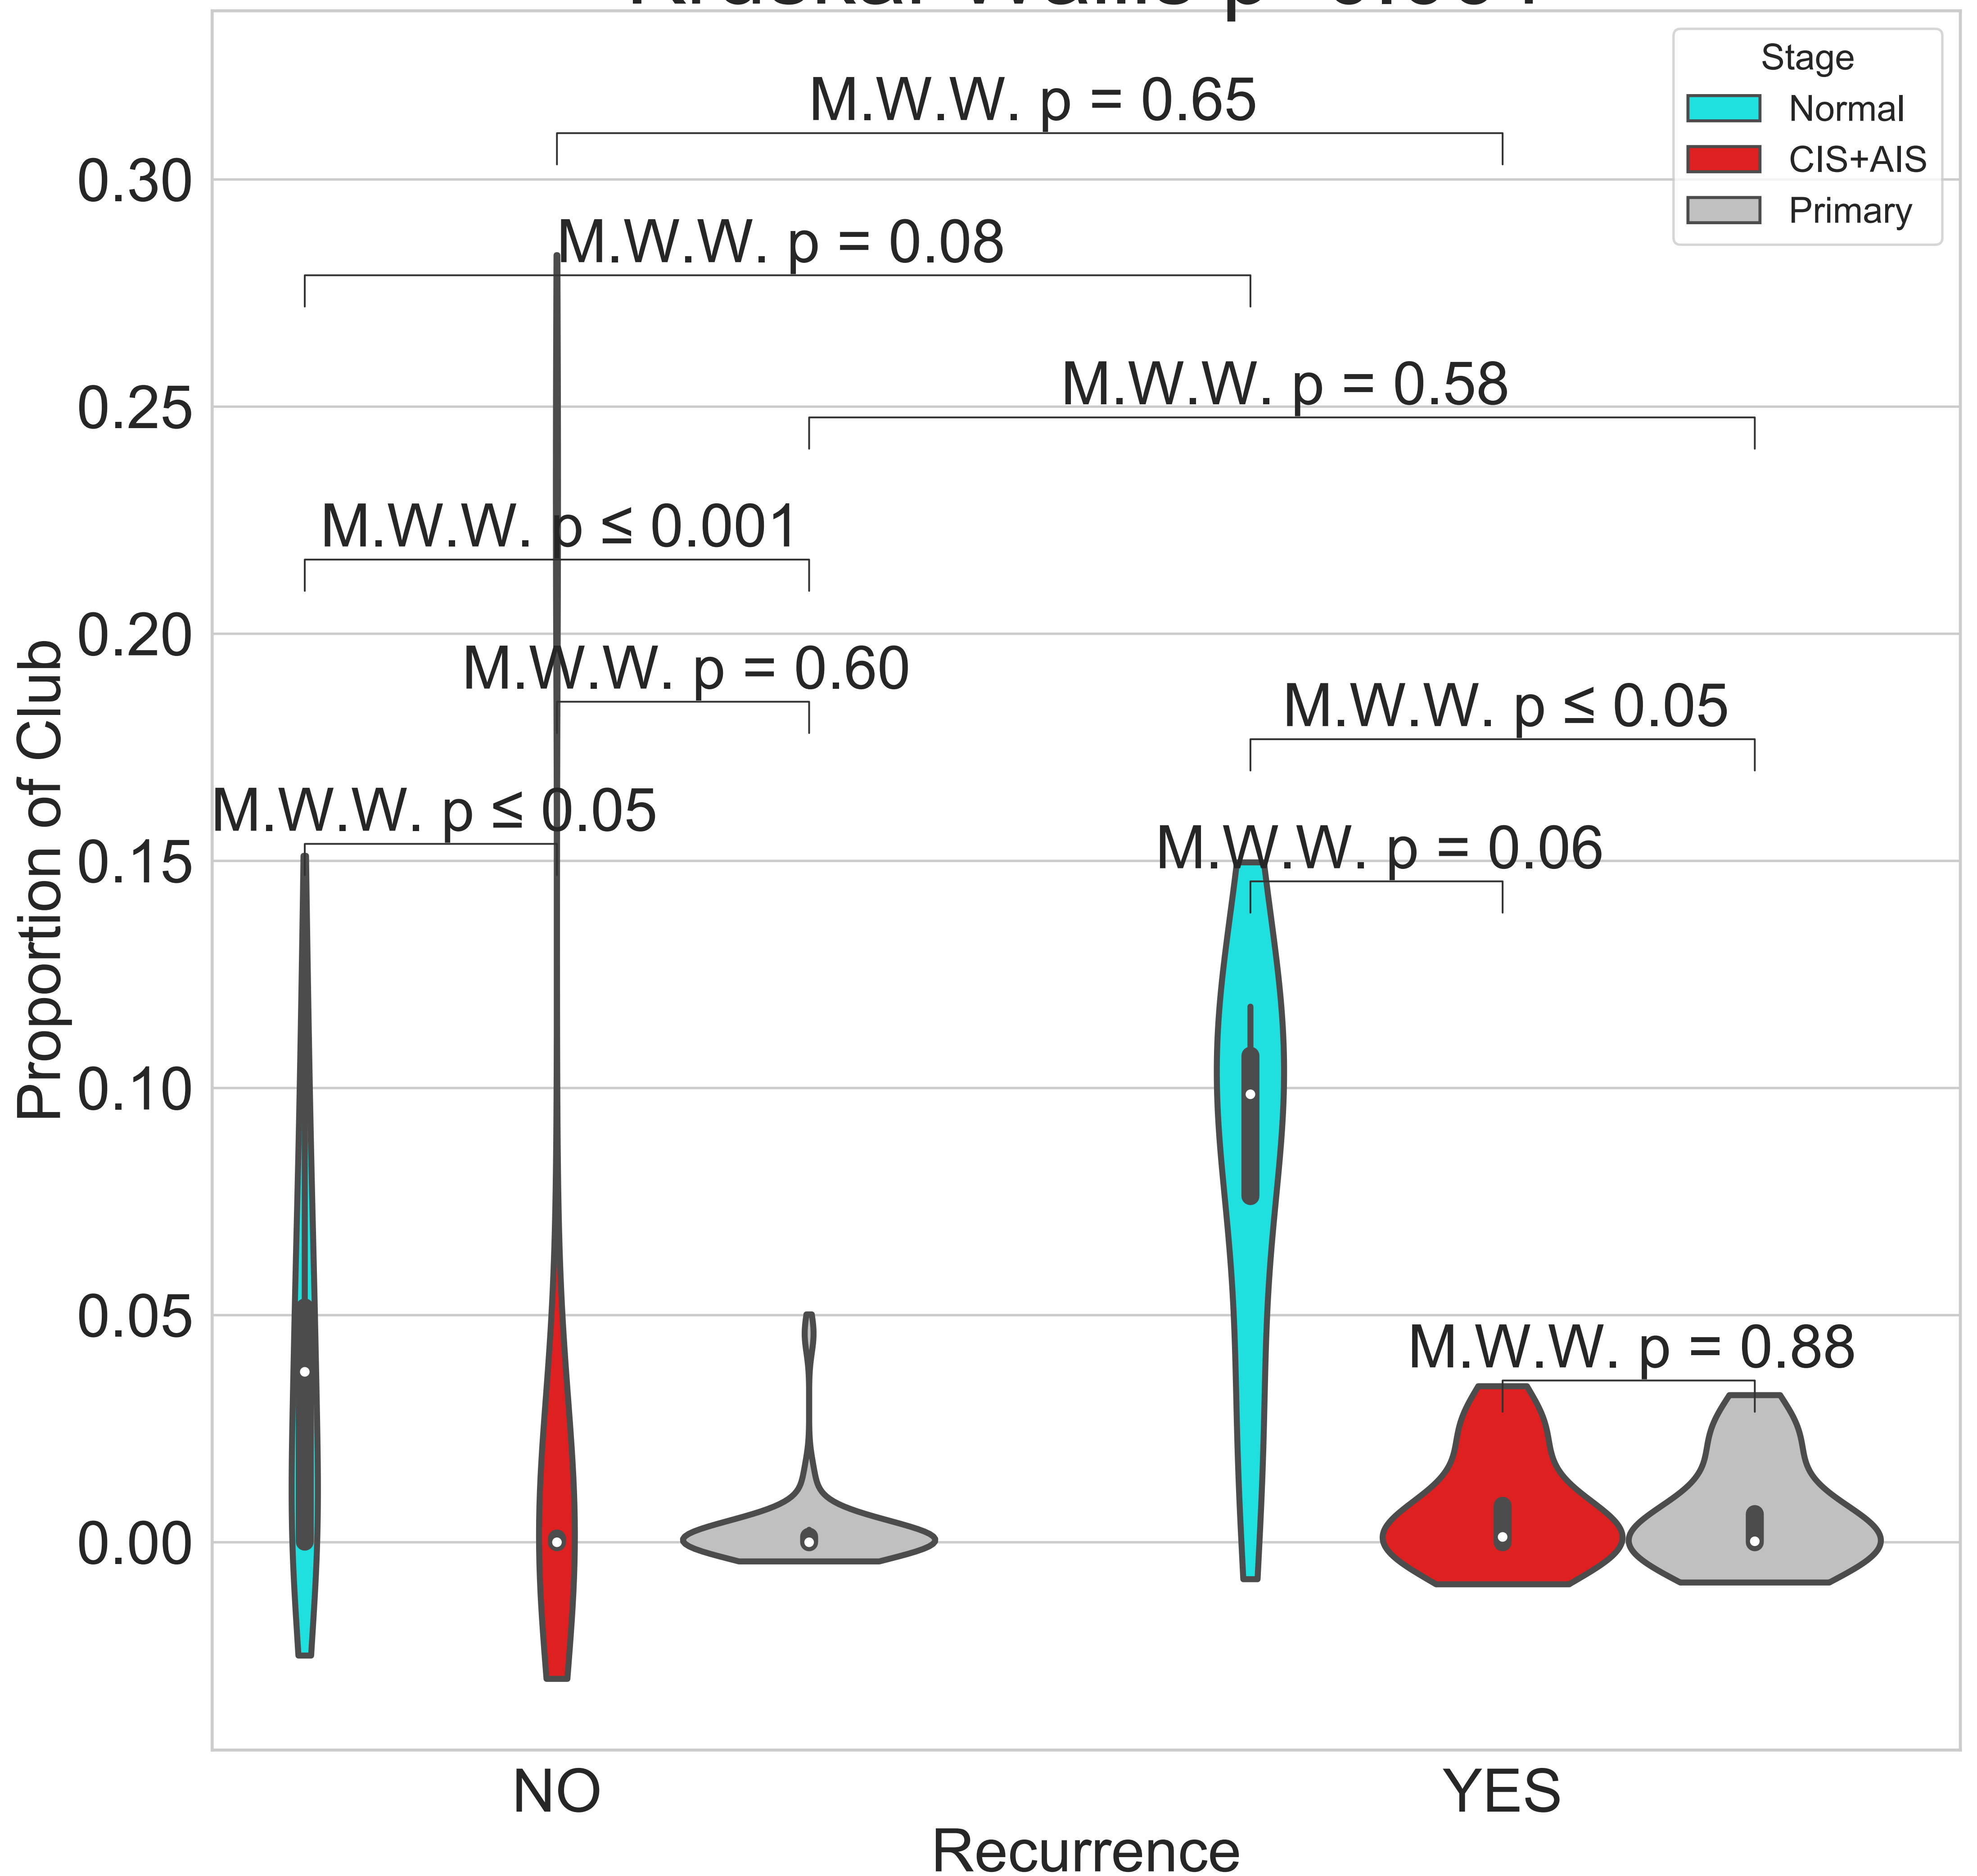 Stage
Normal
CIS+AIS
Primary
M.W.W. p = 0.65
M.W.W. p = 0.08
M.W.W. p = 0.58
M.W.W. p ≤ 0.001
M.W.W. p = 0.60
M.W.W. p ≤ 0.05
M.W.W. p ≤ 0.05
M.W.W. p = 0.06
M.W.W. p = 0.88
Proportion of Club
0.30
0.25
0.20
0.15
0.10
0.05
0.00
NO
YES
Recurrence